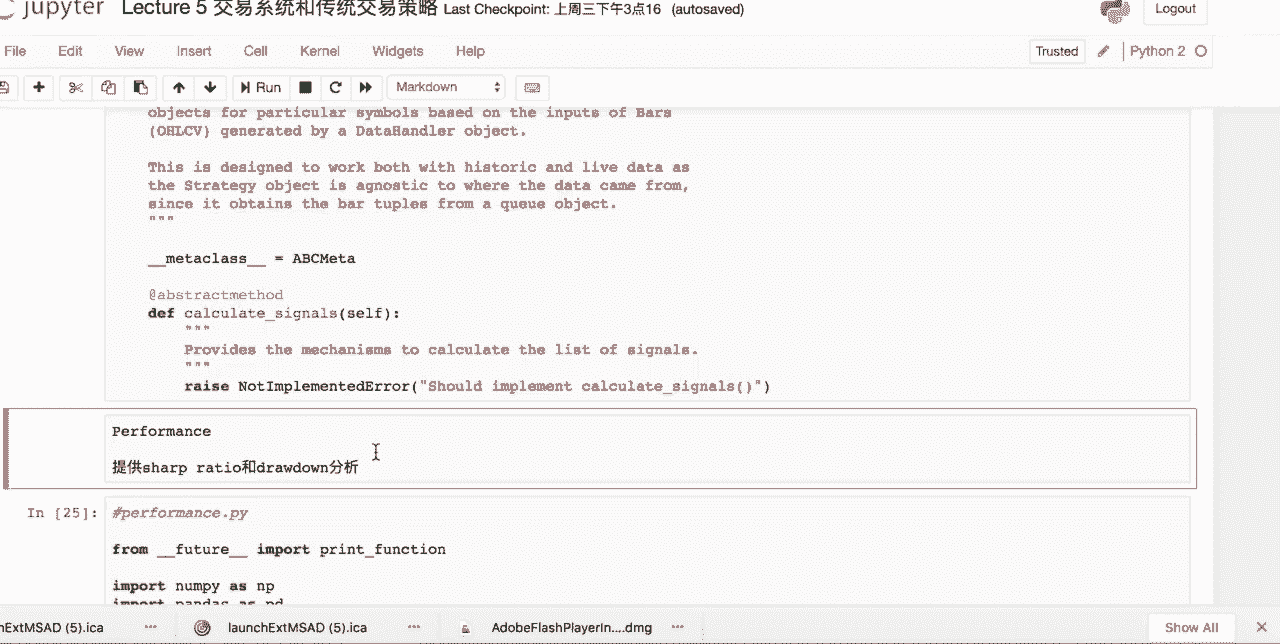 jupyter Lecture 5 交易系统和传统交易策略 Last Checkpoint: 上周三下午3点16 (autosaved) Logout
File Edit View Insert Cell Kernel Widgets Help Trusted Python 2
Run Markdown
objects for particular symbols based on the inputs of Bars
(OHLCV) generated by a DataHandler object.
This is designed to work both with historic and live data as
the Strategy object is agnostic to where the data came from,
since it obtains the bar tuples from a queue object.
"""
__metaclass__ = ABCMeta
@abstractmethod
def calculate_signals(self):
"""
Provides the mechanisms to calculate the list of signals.
"""
raise NotImplementedError("Should implement calculate_signals()")
Performance
提供sharp ratio和drawdown分析
In [25]: #performance.py
from __future__ import print_function
import numpy as np
import pandas as pd
hExtMSAD (5).ica launchExtMSAD (5).ica AdobeFlashPlayerIn....dmg Show All